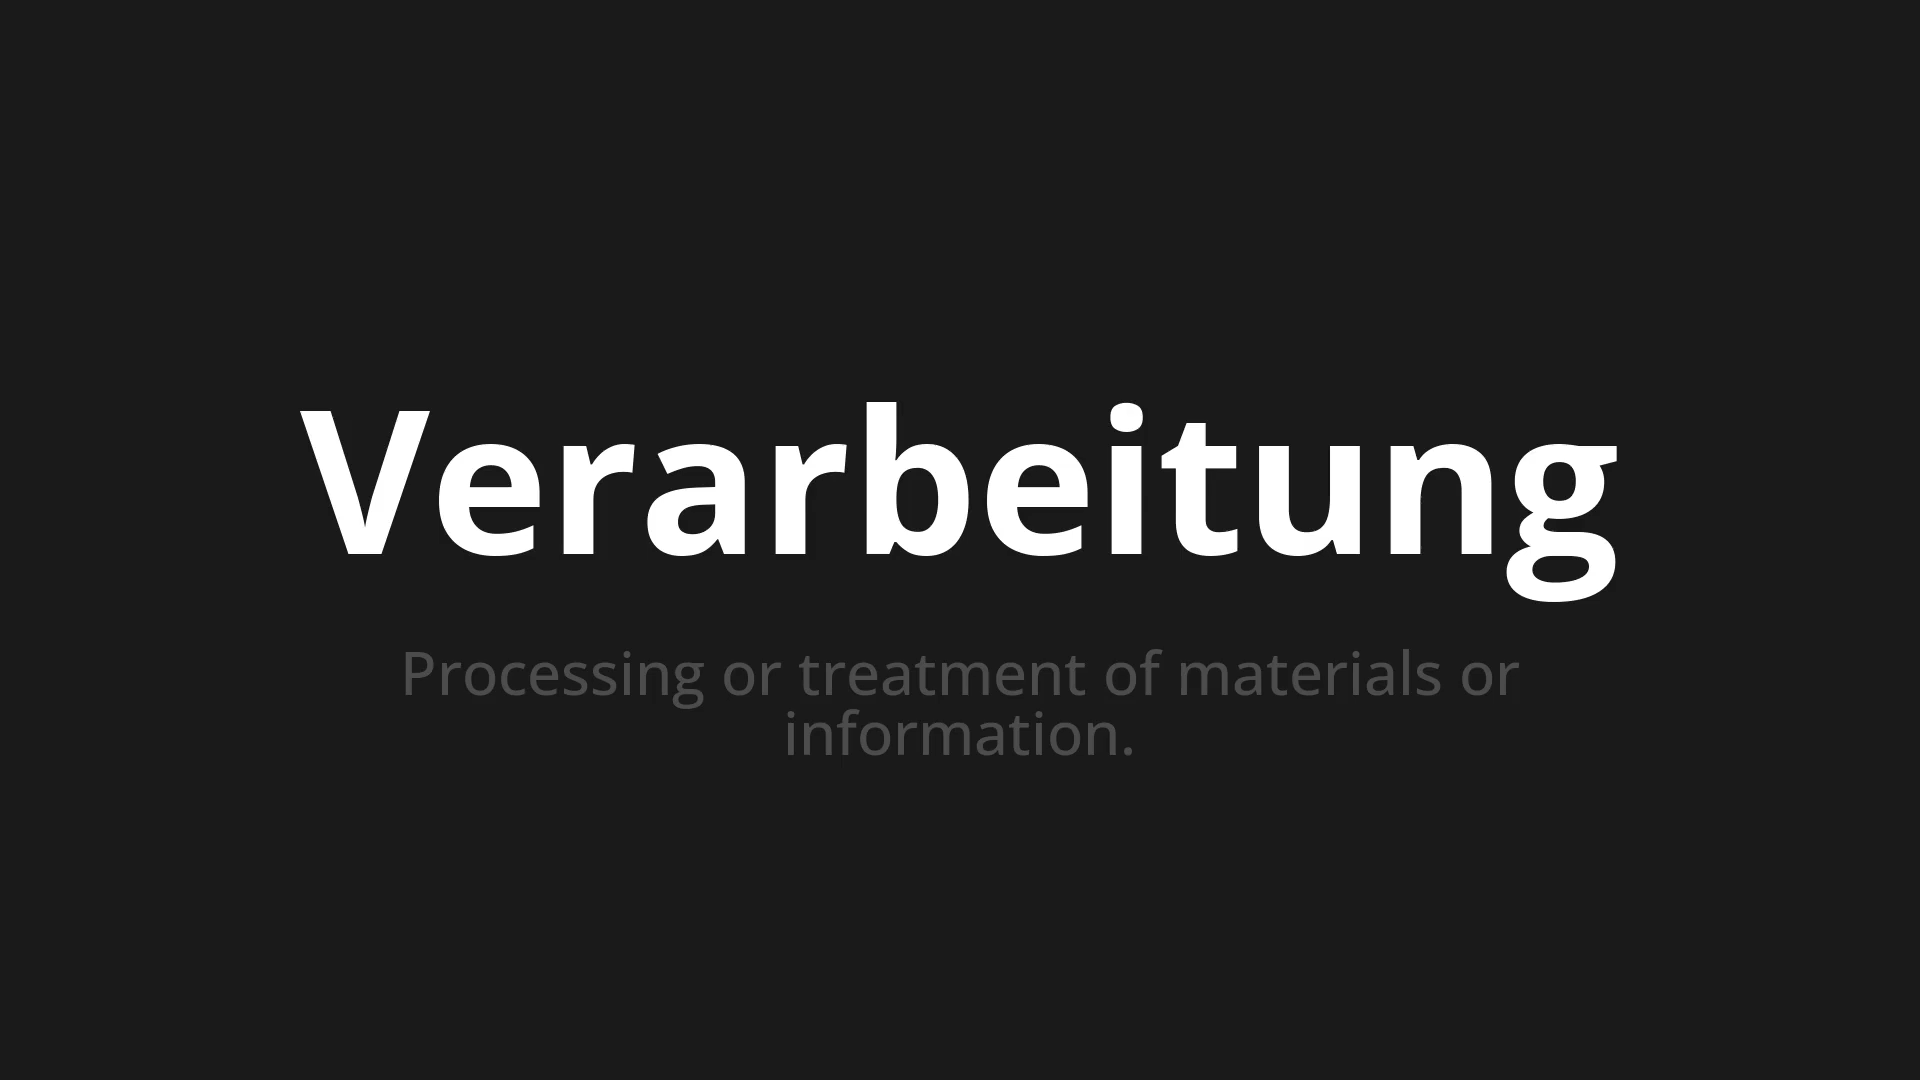 Verarbeitung
Processing or treatment of materials or
information.